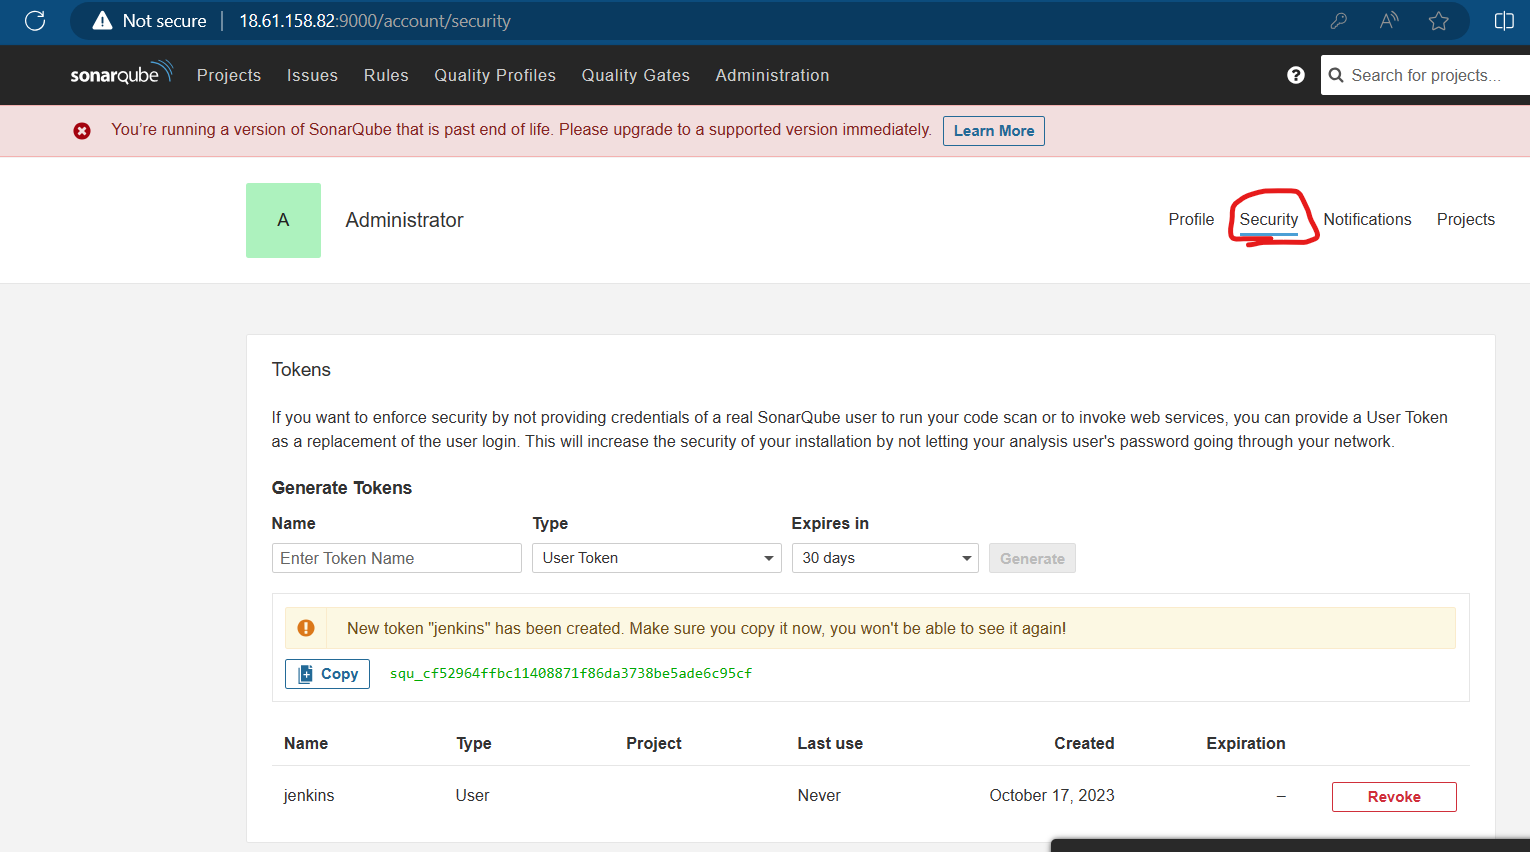 Not secure 18.61.158.82:9000/account/security
sonarqube Projects Issues Rules Quality Profiles Quality Gates Administration Search for projects...
You're running a version of SonarQube that is past end of life. Please upgrade to a supported version immediately. Learn More
A Administrator Profile Security Notifications Projects
Tokens
If you want to enforce security by not providing credentials of a real SonarQube user to run your code scan or to invoke web services, you can provide a User Token
as a replacement of the user login. This will increase the security of your installation by not letting your analysis user's password going through your network.
Generate Tokens
Name Type Expires in
Enter Token Name User Token 30 days Generate
New token "jenkins" has been created. Make sure you copy it now, you won't be able to see it again!
Copy squ_cf52964ffbc11408871f86da3738be5ade6c95cf
Name Type Project Last use Created Expiration
jenkins User Never October 17, 2023 – Revoke